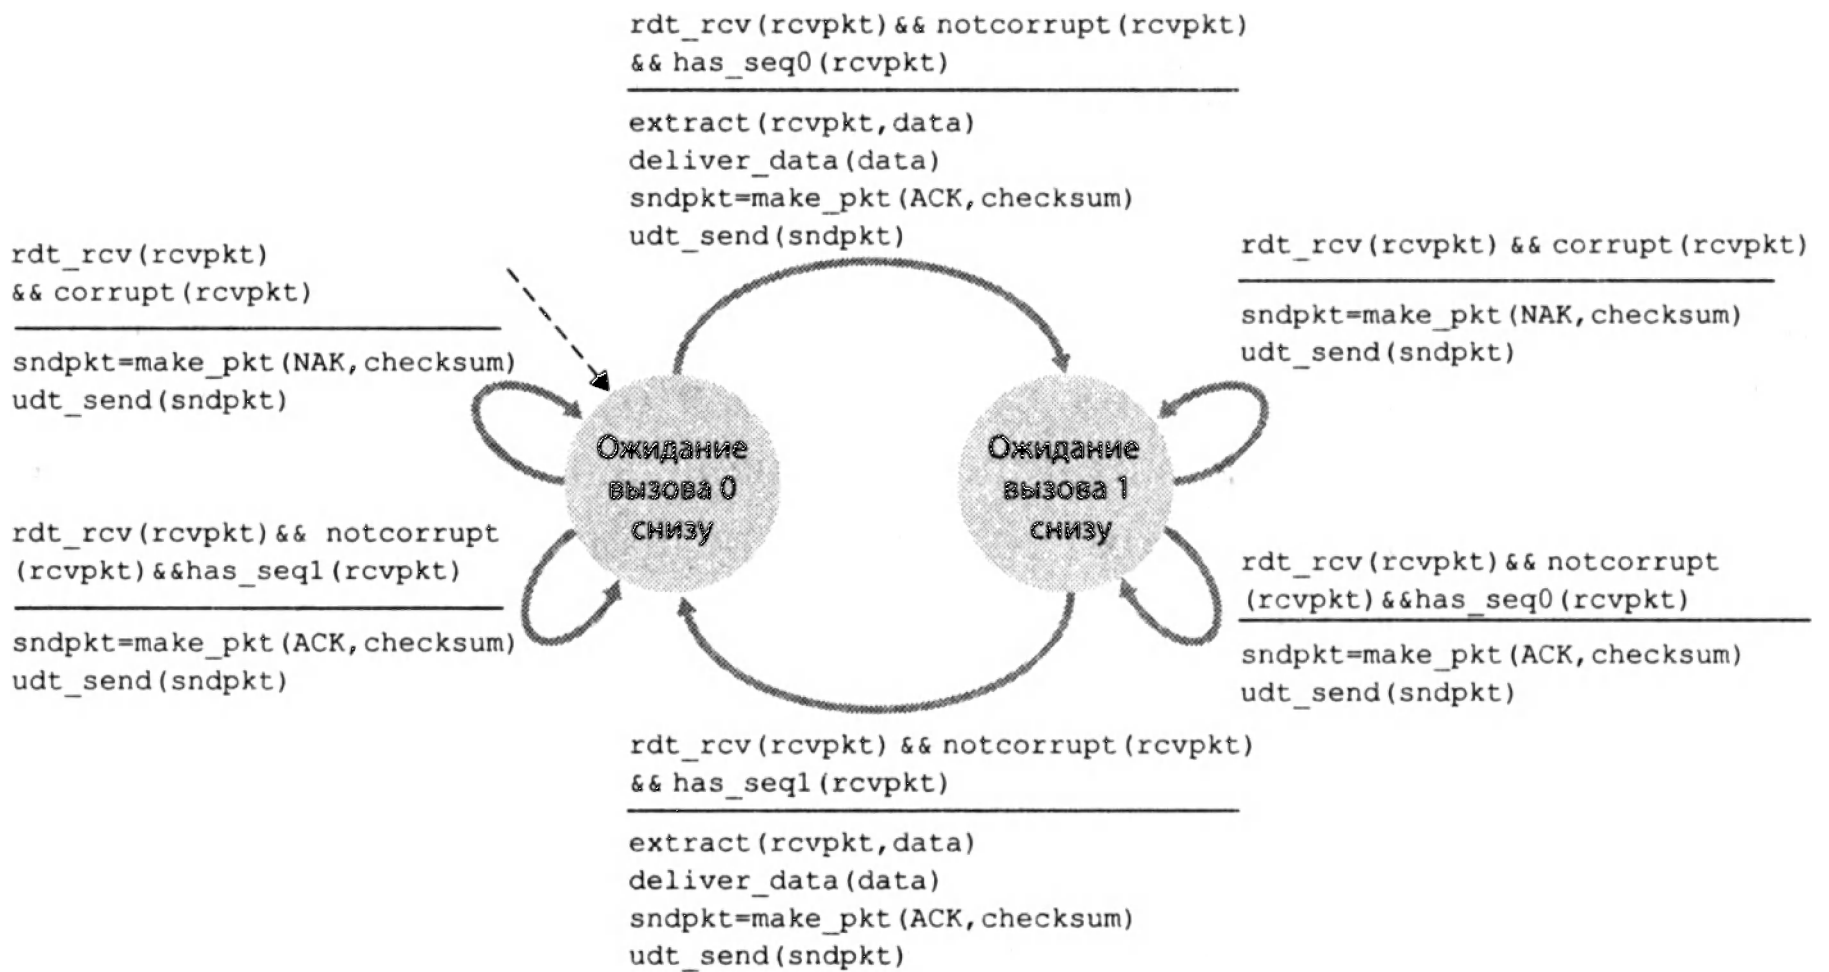 rdt_rcv(rcvpkt) && notcorrupt(rcvpkt)
&& has_seq0(rcvpkt)
extract(rcvpkt,data)
deliver_data(data)
sndpkt=make_pkt(ACK,checksum)
udt_send(sndpkt)
rdt_rcv(rcvpkt)
&& corrupt(rcvpkt)
sndpkt=make_pkt(NAK,checksum)
udt_send(sndpkt)
rdt_rcv(rcvpkt) && corrupt(rcvpkt)
sndpkt=make_pkt(NAK,checksum)
udt_send(sndpkt)
Ожидание
вызова 0
снизу
Ожидание
вызова 1
снизу
rdt_rcv(rcvpkt) && notcorrupt
(rcvpkt)&&has_seq1(rcvpkt)
sndpkt=make_pkt(ACK,checksum)
udt_send(sndpkt)
rdt_rcv(rcvpkt) && notcorrupt
(rcvpkt)&&has_seq0(rcvpkt)
sndpkt=make_pkt(ACK,checksum)
udt_send(sndpkt)
rdt_rcv(rcvpkt) && notcorrupt(rcvpkt)
&& has_seq1(rcvpkt)
extract(rcvpkt,data)
deliver_data(data)
sndpkt=make_pkt(ACK,checksum)
udt_send(sndpkt)